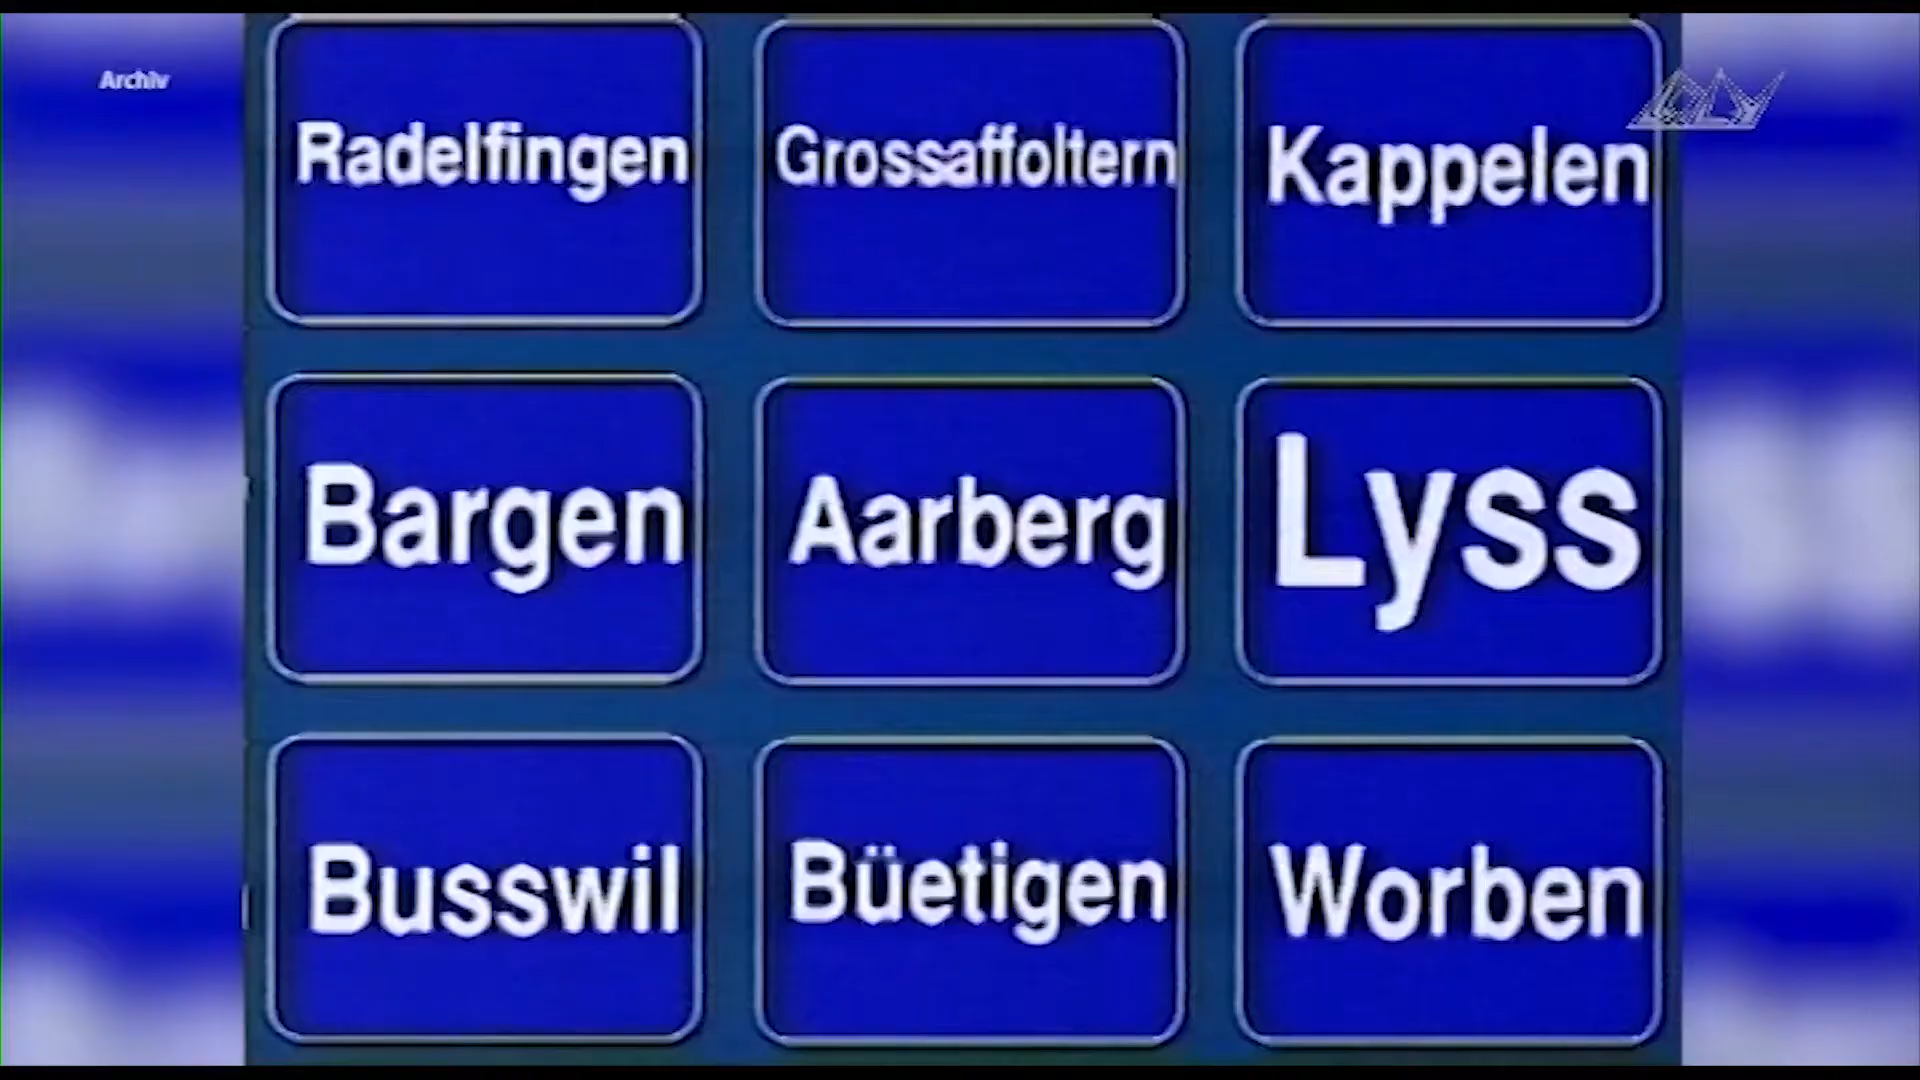 Archiv
Radelfingen
Grossaffoltern
Kappelen
Bargen
Aarberg
Lyss
Busswil
Büetigen
Worben